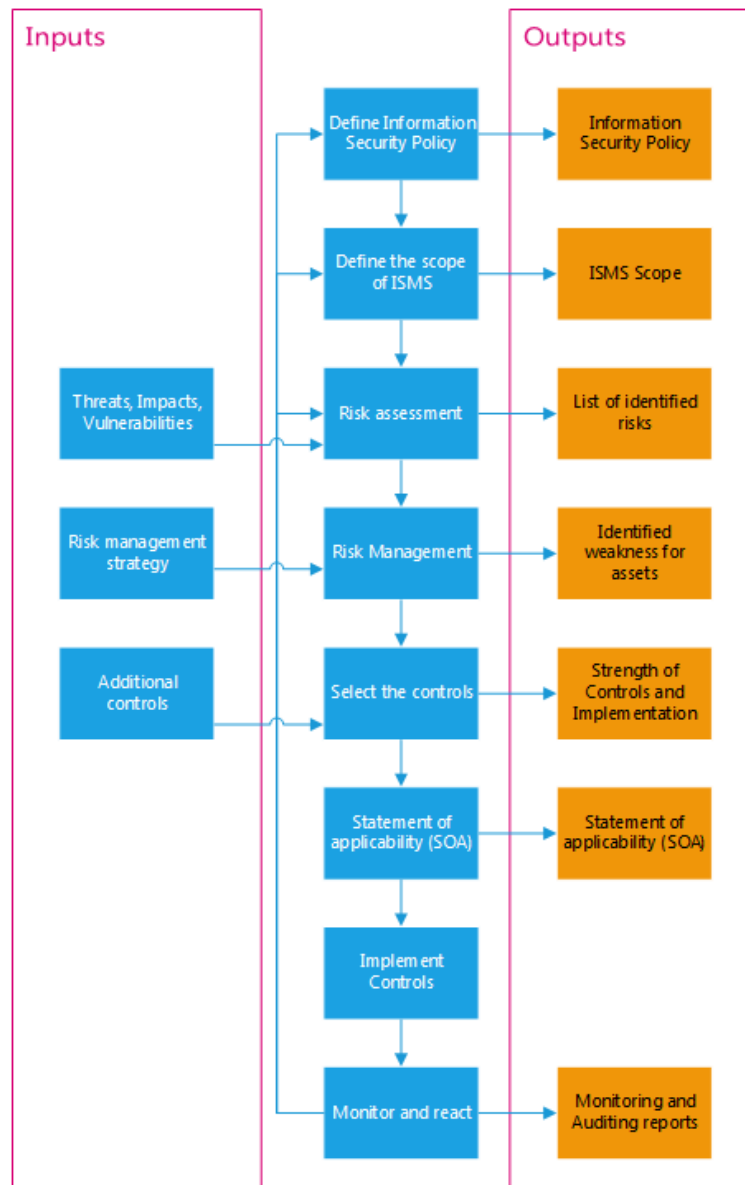 Inputs
Outputs
Define Information
Security Policy
Information
Security Policy
Define the scope
of ISMS
ISMS Scope
Threats, Impacts,
Vulnerabilities
Risk assessment
List of identified
risks
Risk management
strategy
Risk Management
Identified
weakness for
assets
Additional
controls
Select the controls
Strength of
Controls and
Implementation
Statement of
applicability (SOA)
Statement of
applicability (SOA)
Implement
Controls
Monitor and react
Monitoring and
Auditing reports